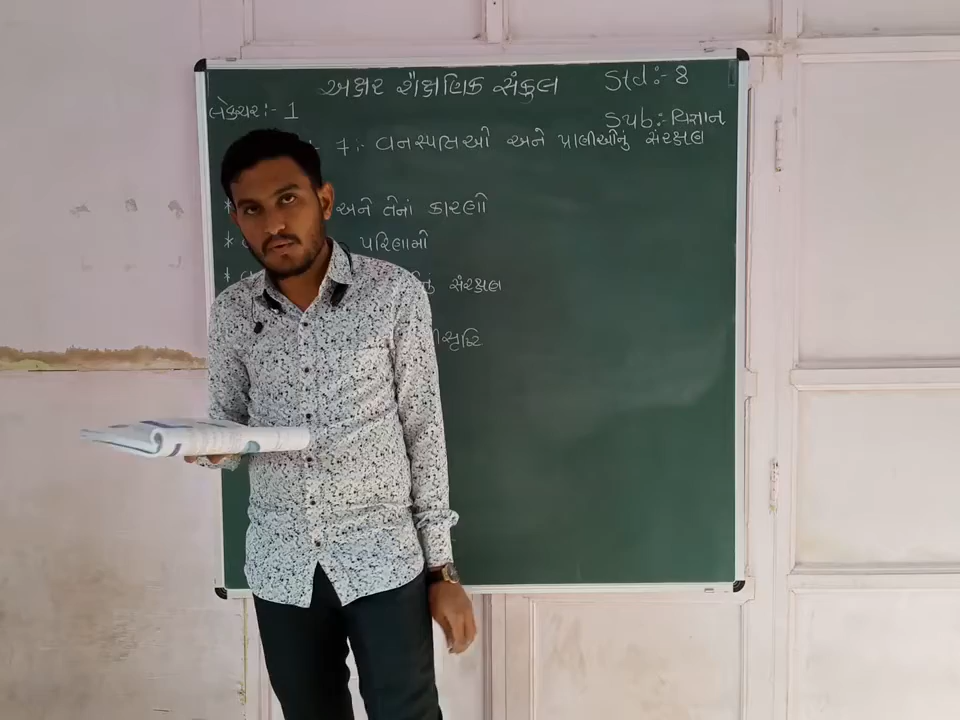 અક્ષર શૈક્ષણિક સંકુલ
Std:- 8
લેક્ચર:- 1
Sub:- વિજ્ઞાન
7:- વનસ્પતિઓ અને પ્રાણીઓનું સંરક્ષણ
* અને તેનાં કારણો
* પરિણામો
* નું સંરક્ષણ